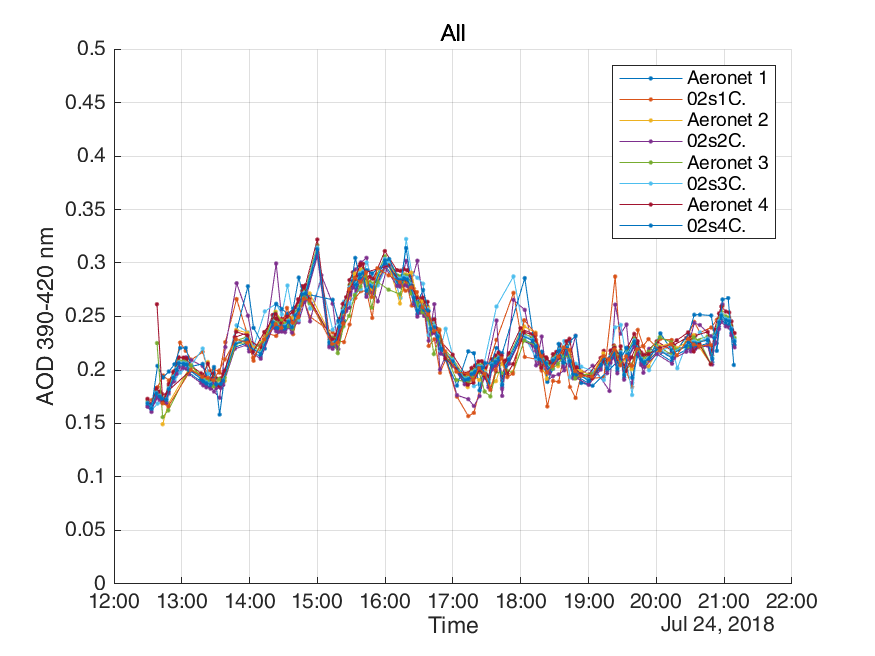 All
0.5
0.45
0.4
0.35
0.3
0.25
0.2
0.15
0.1
0.05
0
AOD 390-420 nm
Aeronet 1
02s1C.
Aeronet 2
02s2C.
Aeronet 3
02s3C.
Aeronet 4
02s4C.
12:00 13:00 14:00 15:00 16:00 17:00 18:00 19:00 20:00 21:00 22:00
Time
Jul 24, 2018